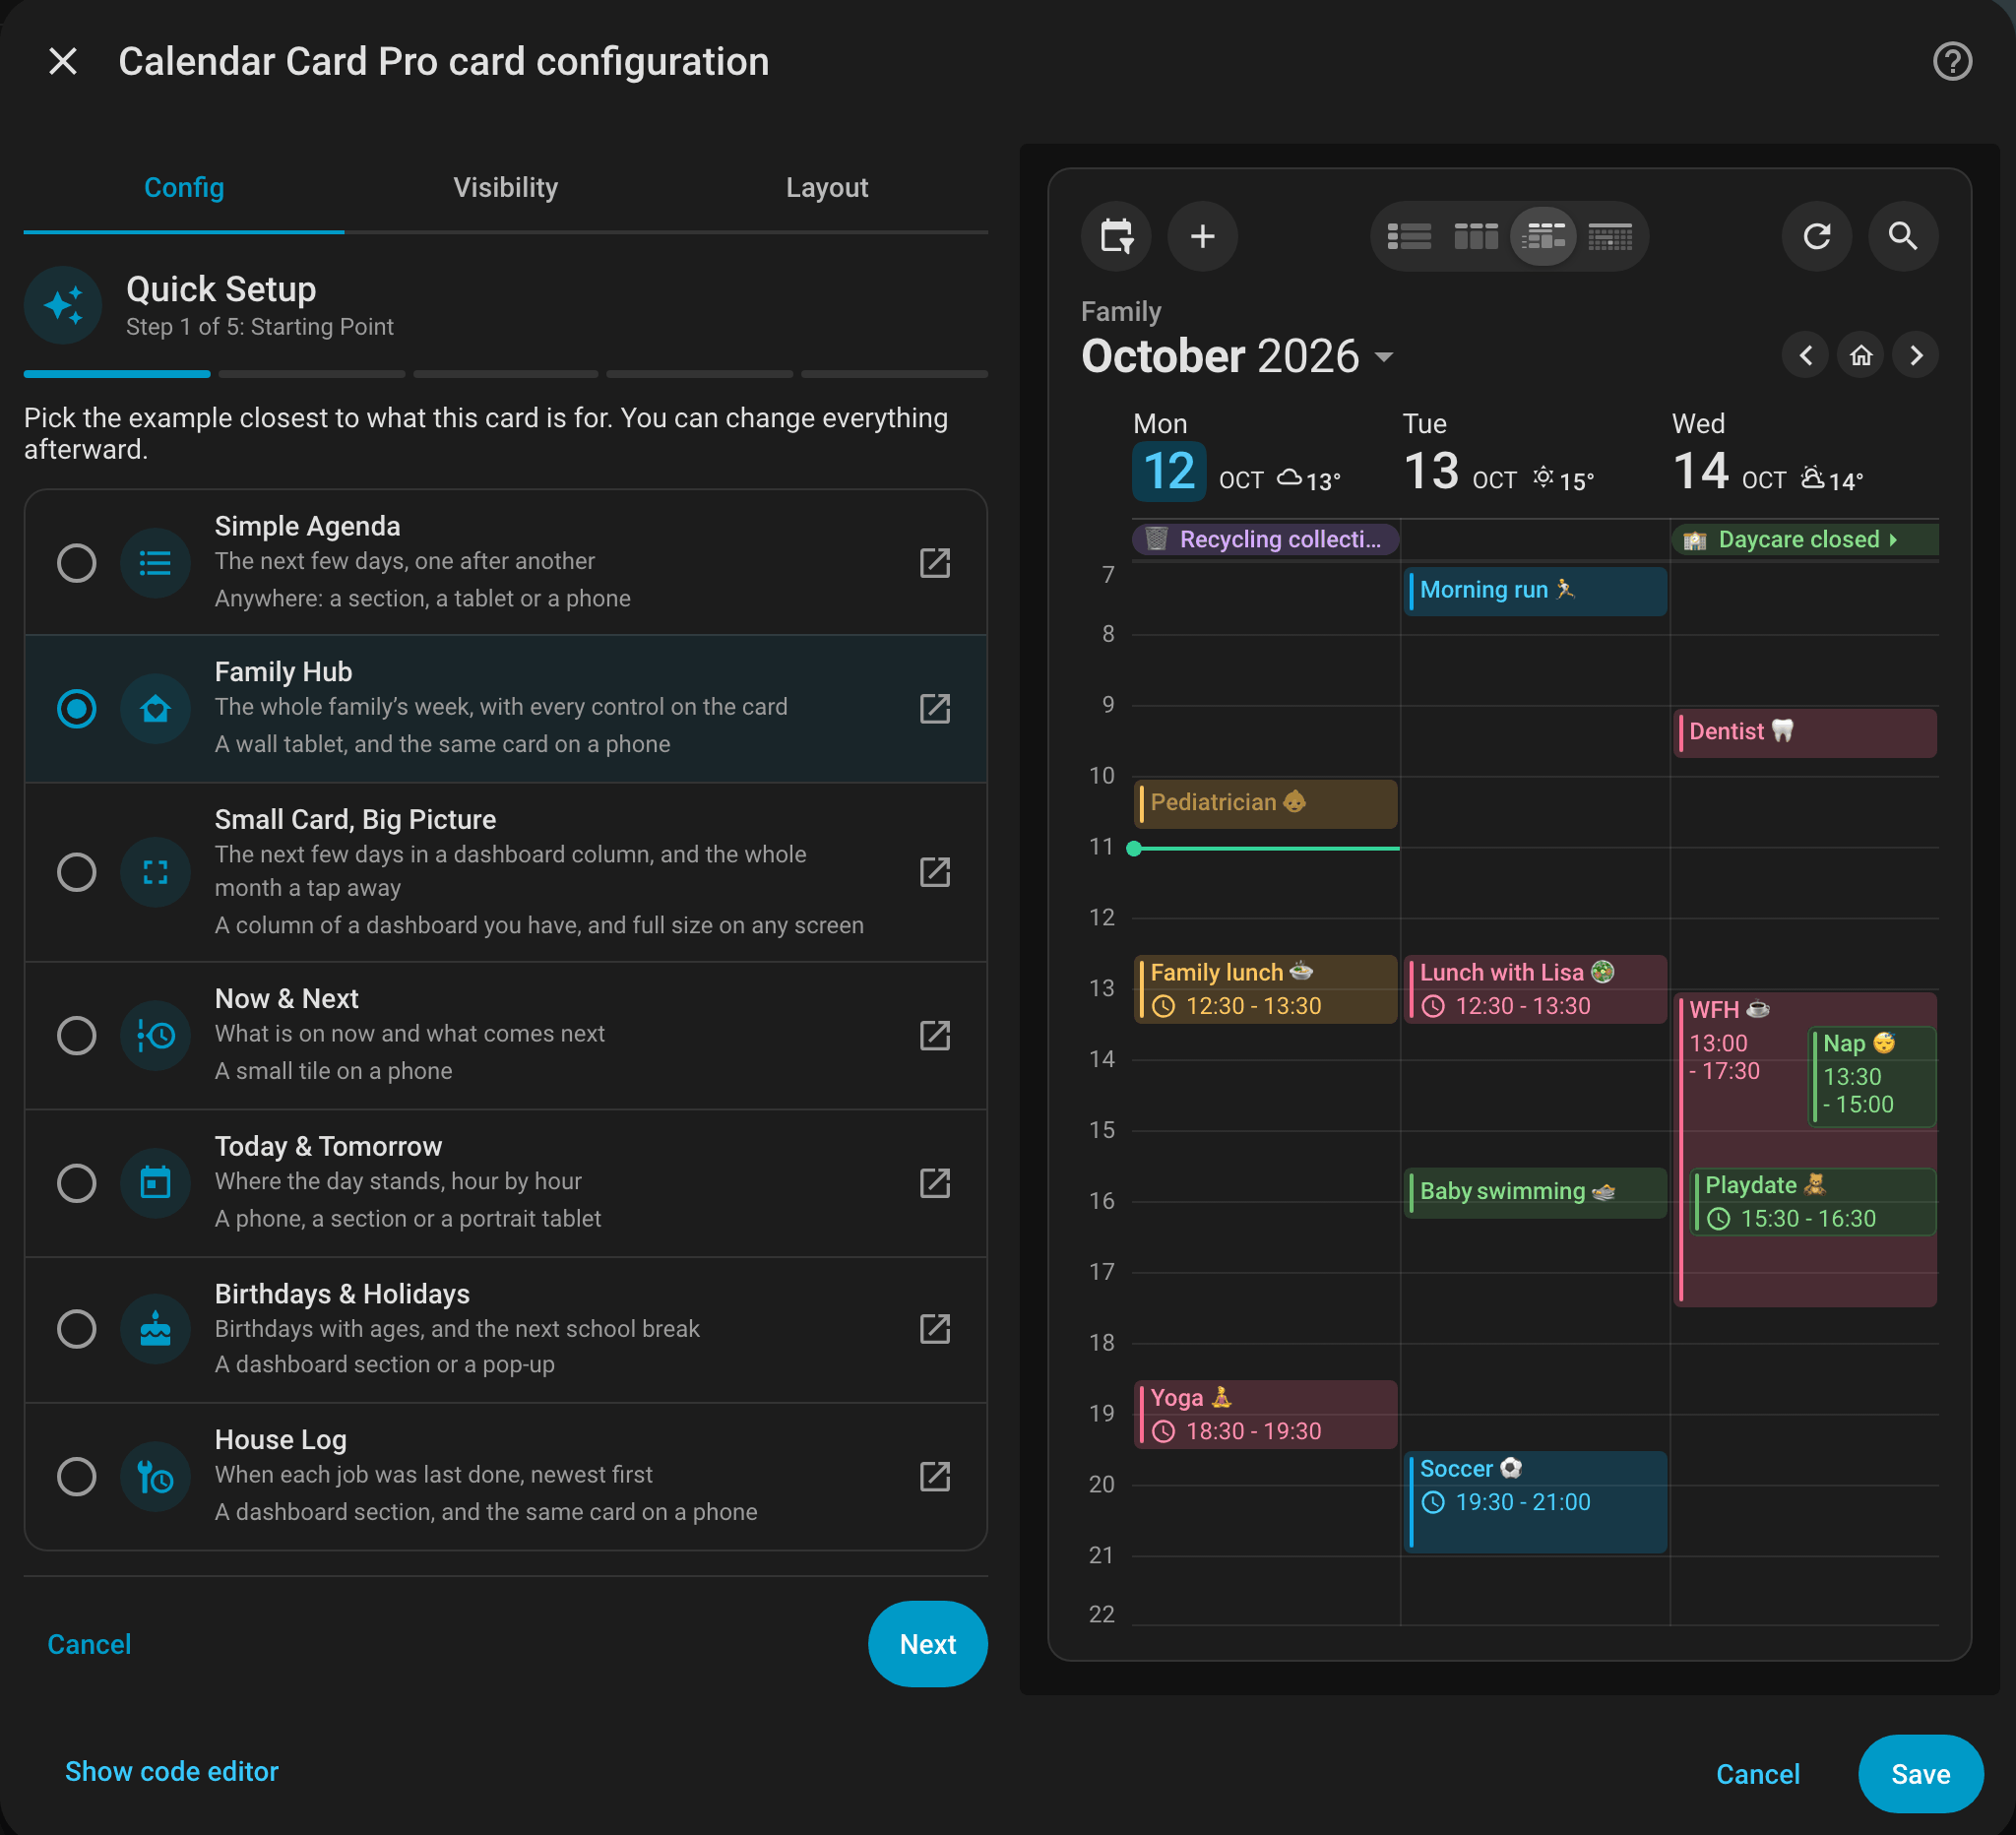 Calendar Card Pro card configuration
Config
Visibility
Layout
Quick Setup
Step 1 of 5: Starting Point
Pick the example closest to what this card is for. You can change everything
afterward.
Simple Agenda
The next few days, one after another
Anywhere: a section, a tablet or a phone
Family Hub
The whole family’s week, with every control on the card
A wall tablet, and the same card on a phone
Small Card, Big Picture
The next few days in a dashboard column, and the whole
month a tap away
A column of a dashboard you have, and full size on any screen
Now & Next
What is on now and what comes next
A small tile on a phone
Today & Tomorrow
Where the day stands, hour by hour
A phone, a section or a portrait tablet
Birthdays & Holidays
Birthdays with ages, and the next school break
A dashboard section or a pop-up
House Log
When each job was last done, newest first
A dashboard section, and the same card on a phone
Cancel
Next
Family
October 2026
Mon
12 OCT 13°
Tue
13 OCT 15°
Wed
14 OCT 14°
Recycling collecti...
Daycare closed
7
Morning run
8
9
Dentist
10
Pediatrician
11
12
Family lunch
12:30 - 13:30
Lunch with Lisa
12:30 - 13:30
13
WFH
13:00
- 17:30
Nap
13:30
- 15:00
14
15
Baby swimming
Playdate
15:30 - 16:30
16
17
18
Yoga
18:30 - 19:30
19
Soccer
19:30 - 21:00
20
21
22
Show code editor
Cancel
Save